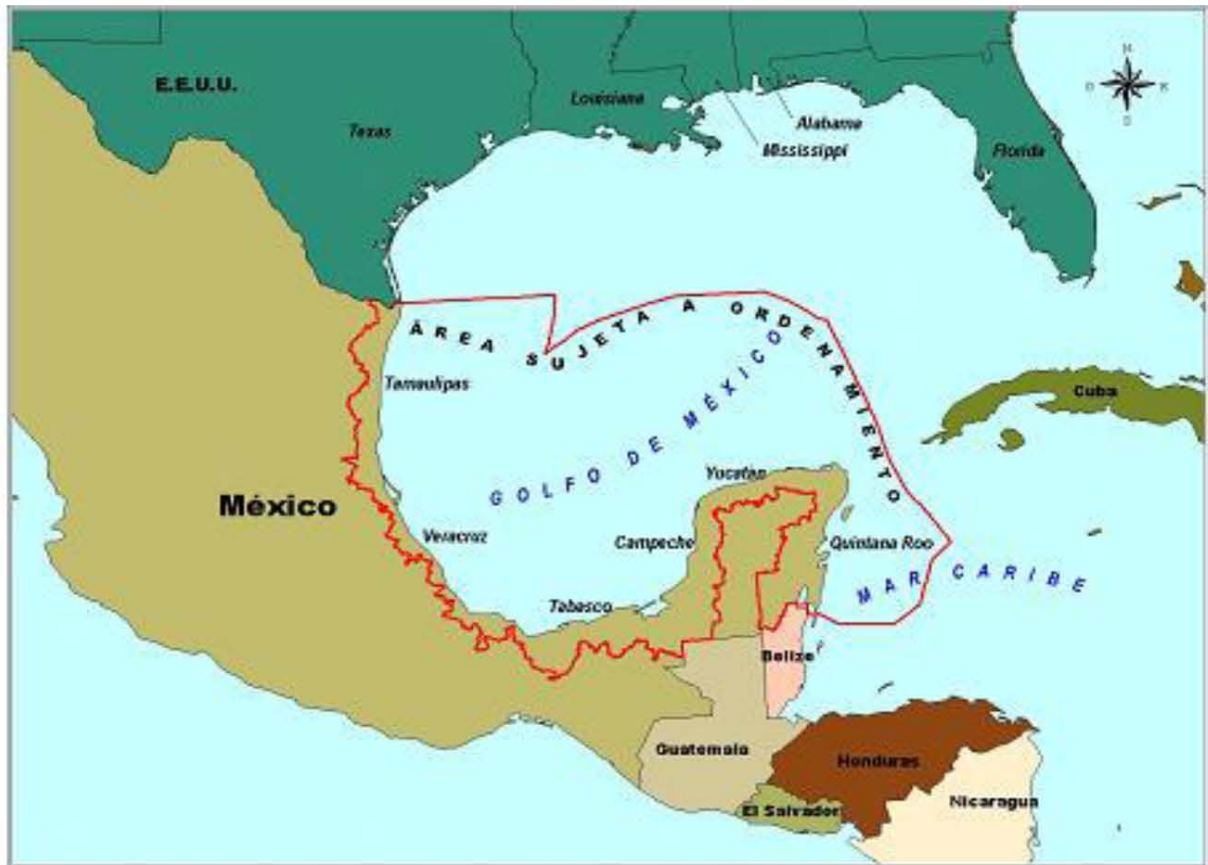 E.E.U.U.
Texas
Louisiana
Alabama
Mississippi
Florida
N
O
E
S
ÁREA SUJETA A ORDENAMIENTO
Tamaulipas
GOLFO DE MÉXICO
Cuba
México
Yucatan
Veracruz
Campeche
Quintana Roo
MAR CARIBE
Tabasco
Belize
Guatemala
Honduras
El Salvador
Nicaragua